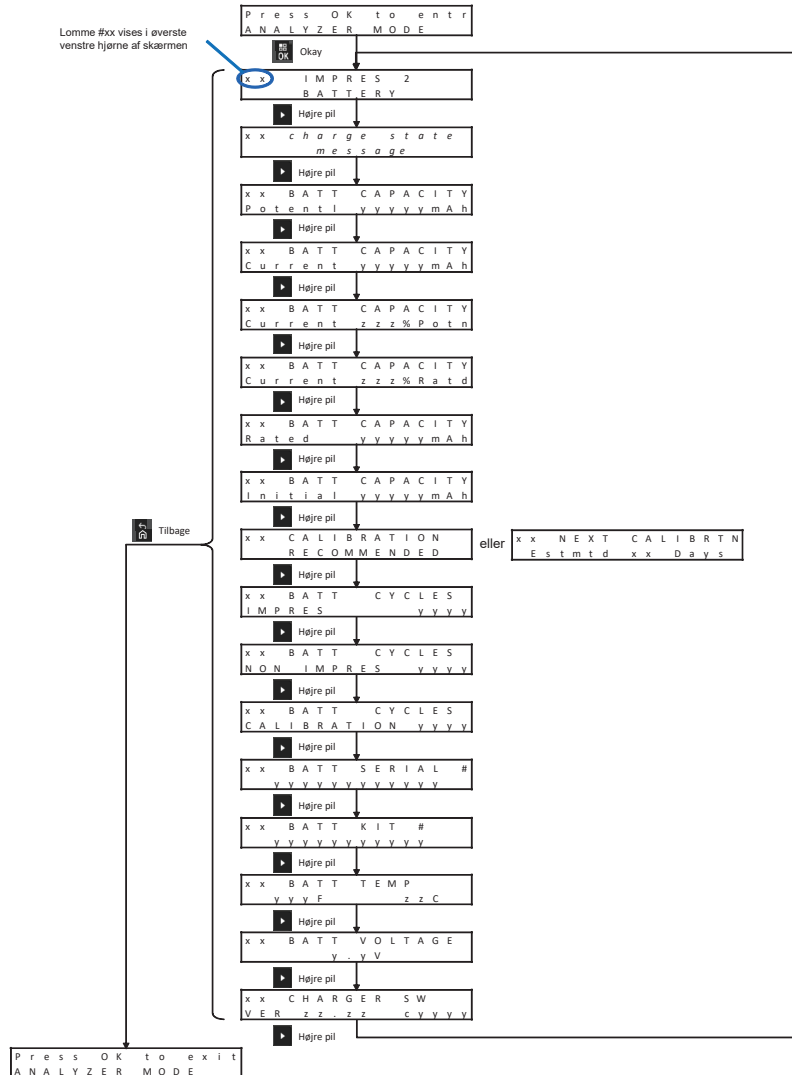 Press OK to entr
ANALYZER MODE
Lomme #xx vises i øverste
venstre hjørne af skærmen
OK Okay
xx IMPRES 2
BATTERY
Højre pil
xx charge state
message
Højre pil
xx BATT CAPACITY
Potentl yyyyymAh
Højre pil
xx BATT CAPACITY
Current yyyyymAh
Højre pil
xx BATT CAPACITY
Current zzz%Potn
Højre pil
xx BATT CAPACITY
Current zzz%Ratd
Højre pil
xx BATT CAPACITY
Rated yyyyymAh
Højre pil
xx BATT CAPACITY
Initial yyyyymAh
Højre pil
Tilbage
xx CALIBRATION
RECOMMENDED
eller
xx NEXT CALIBRTN
Estmtd xx Days
Højre pil
xx BATT CYCLES
IMPRES yyyy
Højre pil
xx BATT CYCLES
NON IMPRES yyyy
Højre pil
xx BATT CYCLES
CALIBRATION yyyy
Højre pil
xx BATT SERIAL #
yyyyyyyyyyy
Højre pil
xx BATT KIT #
yyyyyyyyyy
Højre pil
xx BATT TEMP
yyyF zzC
Højre pil
xx BATT VOLTAGE
y.yV
Højre pil
xx CHARGER SW
VER zz.zz cyyyy
Højre pil
Press OK to exit
ANALYZER MODE